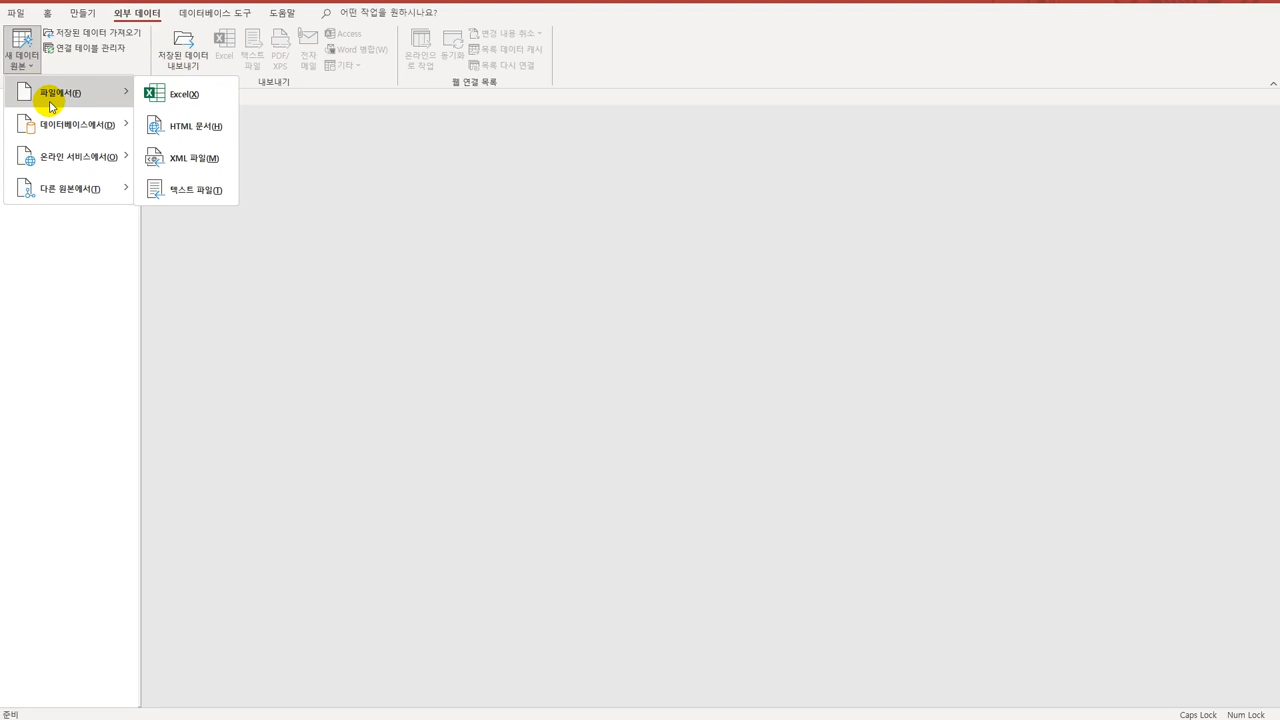 파일 홈 만들기 외부 데이터 데이터베이스 도구 도움말 어떤 작업을 원하시나요?
새 데이터
원본
저장된 데이터 가져오기
연결 테이블 관리자
저장된 데이터
내보내기
Excel
텍스트
파일
PDF/
XPS
전자
메일
Access
Word 병합(W)
기타
내보내기
온라인으
로 작업
동기화
변경 내용 취소
목록 데이터 캐시
목록 다시 연결
웹 연결 목록
파일에서(F)
데이터베이스에서(D)
온라인 서비스에서(O)
다른 원본에서(T)
Excel(X)
HTML 문서(H)
XML 파일(M)
텍스트 파일(T)
준비
Caps Lock Num Lock